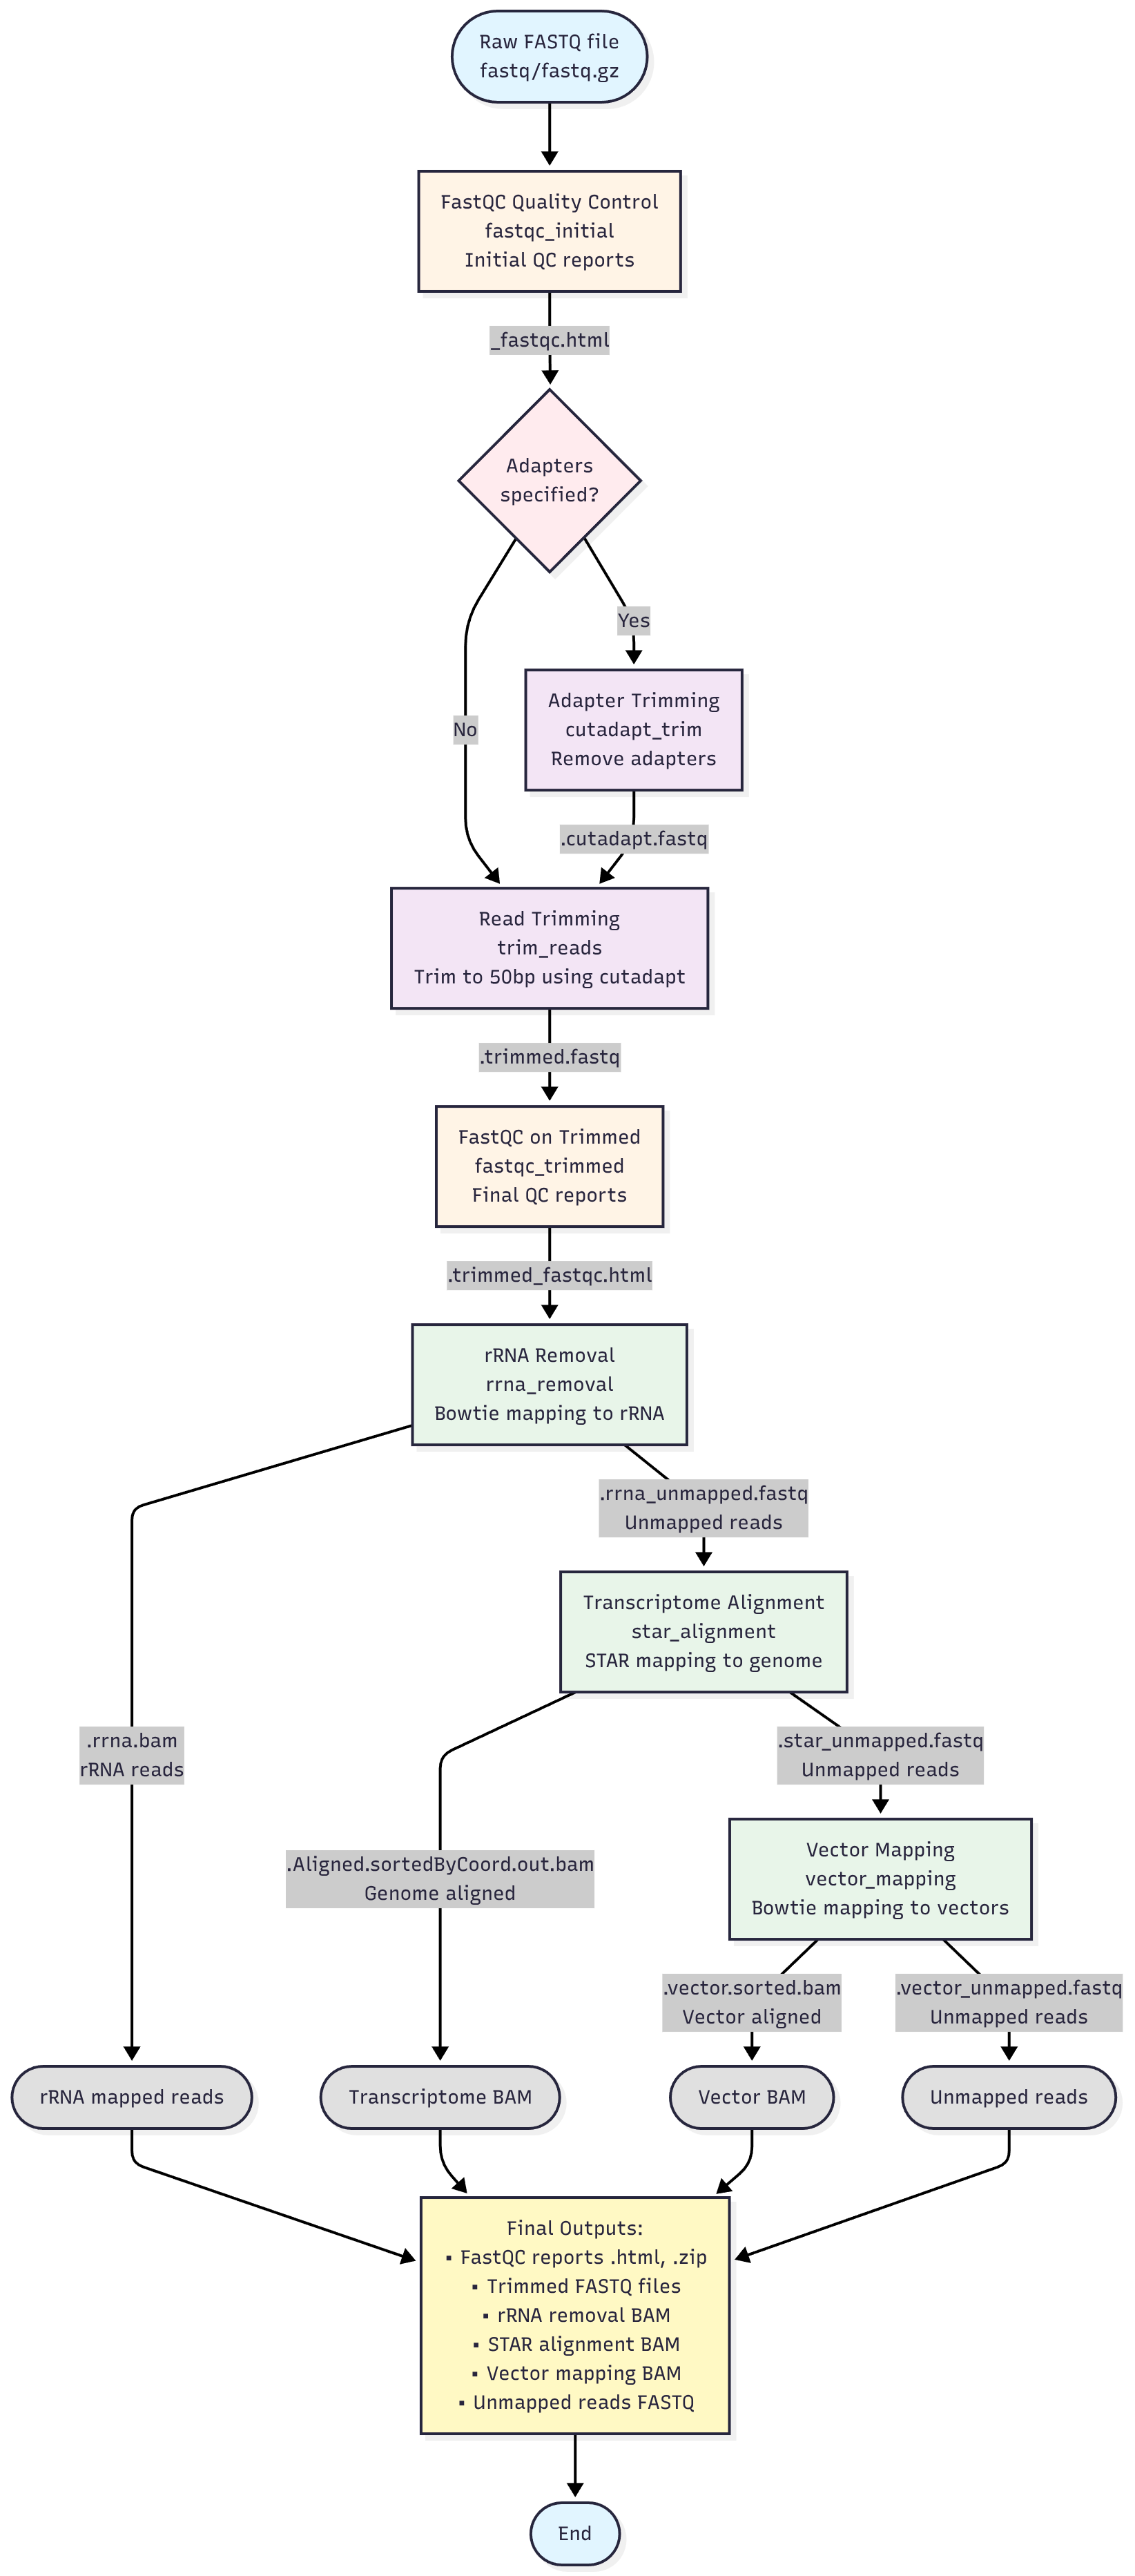 Raw FASTQ file
fastq/fastq.gz
FastQC Quality Control
fastqc_initial
Initial QC reports
_fastqc.html
Adapters
specified?
Yes
No
Adapter Trimming
cutadapt_trim
Remove adapters
.cutadapt.fastq
Read Trimming
trim_reads
Trim to 50bp using cutadapt
.trimmed.fastq
FastQC on Trimmed
fastqc_trimmed
Final QC reports
.trimmed_fastqc.html
rRNA Removal
rrna_removal
Bowtie mapping to rRNA
.rrna_unmapped.fastq
Unmapped reads
Transcriptome Alignment
star_alignment
STAR mapping to genome
.rrna.bam
rRNA reads
.star_unmapped.fastq
Unmapped reads
.Aligned.sortedByCoord.out.bam
Genome aligned
Vector Mapping
vector_mapping
Bowtie mapping to vectors
.vector.sorted.bam
Vector aligned
.vector_unmapped.fastq
Unmapped reads
rRNA mapped reads
Transcriptome BAM
Vector BAM
Unmapped reads
Final Outputs:
▪ FastQC reports .html, .zip
▪ Trimmed FASTQ files
▪ rRNA removal BAM
▪ STAR alignment BAM
▪ Vector mapping BAM
▪ Unmapped reads FASTQ
End